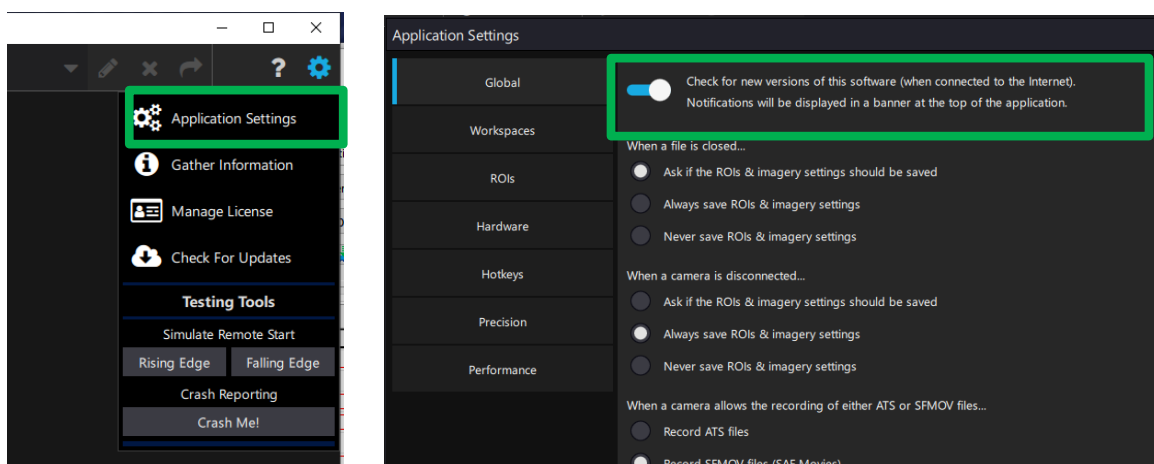 ?
Application Settings
Gather Information
Manage License
Check For Updates
Testing Tools
Simulate Remote Start
Rising Edge
Falling Edge
Crash Reporting
Crash Me!
Application Settings
Global
Workspaces
ROIs
Hardware
Hotkeys
Precision
Performance
Check for new versions of this software (when connected to the Internet).
Notifications will be displayed in a banner at the top of the application.
When a file is closed...
Ask if the ROIs & imagery settings should be saved
Always save ROIs & imagery settings
Never save ROIs & imagery settings
When a camera is disconnected...
Ask if the ROIs & imagery settings should be saved
Always save ROIs & imagery settings
Never save ROIs & imagery settings
When a camera allows the recording of either ATS or SFMOV files...
Record ATS files
Record SFMOV files (SAF Movies)